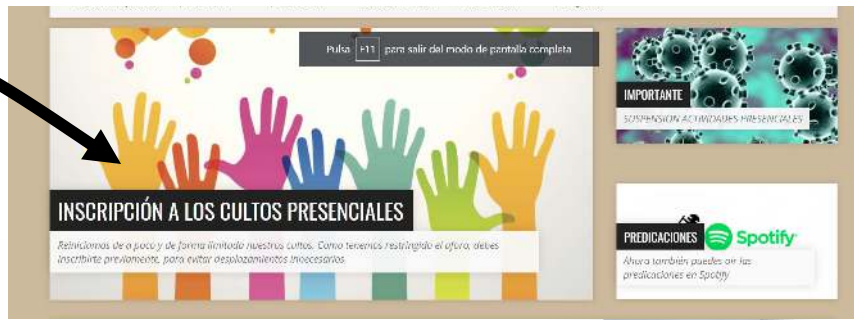 Pulsa F11 para salir del modo de pantalla completa
INSCRIPCIÓN A LOS CULTOS PRESENCIALES
Reiniciamos de a poco y de forma limitada nuestros cultos. Como tenemos restringido el aforo, debes
inscribirte previamente, para evitar desplazamientos innecesarios.
IMPORTANTE
SUSPENSION ACTIVIDADES PRESENCIALES
PREDICACIONES Spotify
Ahora también puedes oir las
predicaciones en Spotify